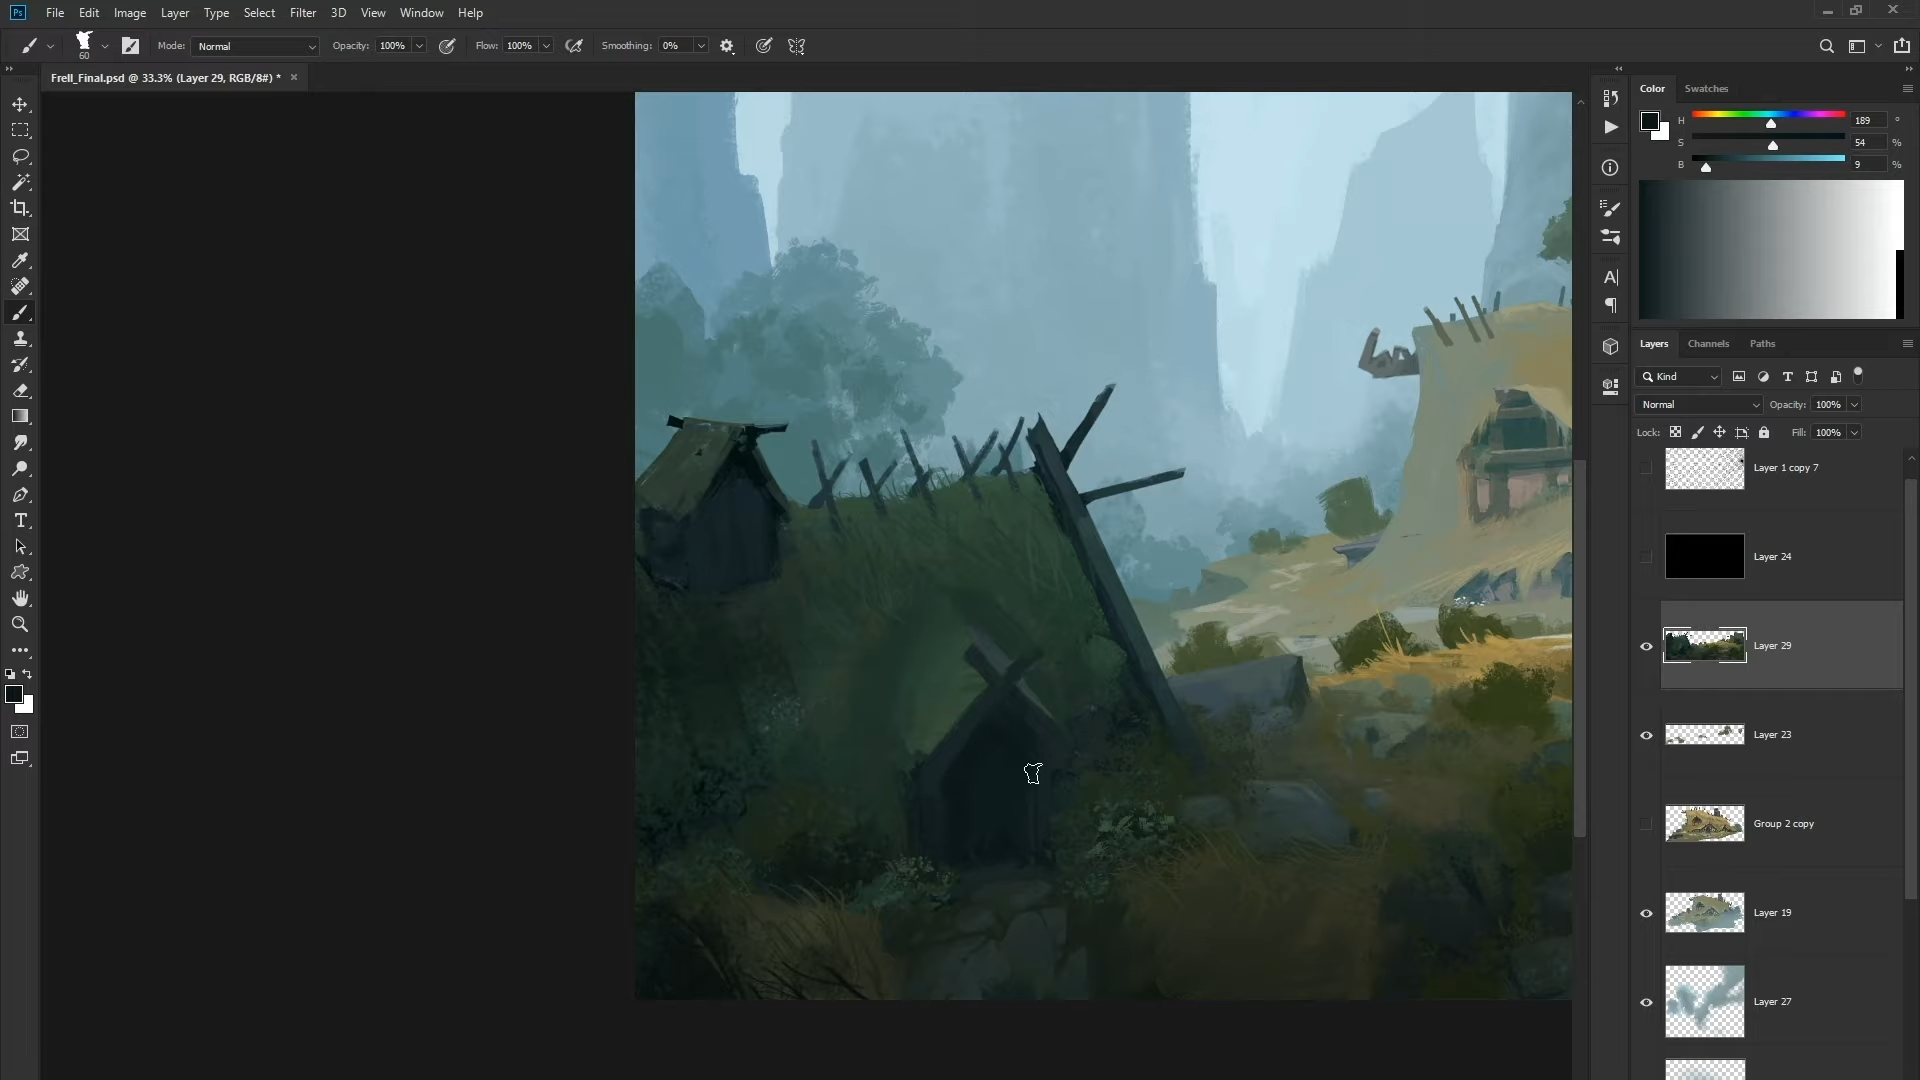 Ps File Edit Image Layer Type Select Filter 3D View Window Help
60 Mode: Normal Opacity: 100% Flow: 100% Smoothing: 0%
Frell_Final.psd @ 33.3% (Layer 29, RGB/8#) * ×
Color Swatches
H 189 °
S 54 %
B 9 %
Layers Channels Paths
Kind
Normal Opacity: 100%
Lock: Fill: 100%
Layer 1 copy 7
Layer 24
Layer 29
Layer 23
Group 2 copy
Layer 19
Layer 27